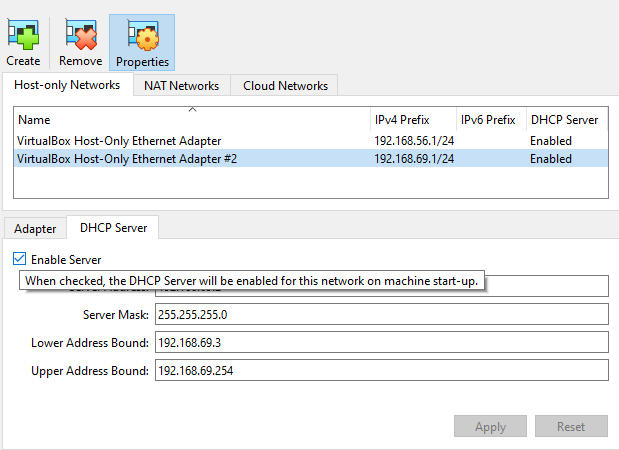 Create Remove Properties
Host-only Networks NAT Networks Cloud Networks
Name IPv4 Prefix IPv6 Prefix DHCP Server
VirtualBox Host-Only Ethernet Adapter 192.168.56.1/24 Enabled
VirtualBox Host-Only Ethernet Adapter #2 192.168.69.1/24 Enabled
Adapter DHCP Server
Enable Server
When checked, the DHCP Server will be enabled for this network on machine start-up.
Server Mask: 255.255.255.0
Lower Address Bound: 192.168.69.3
Upper Address Bound: 192.168.69.254
Apply Reset